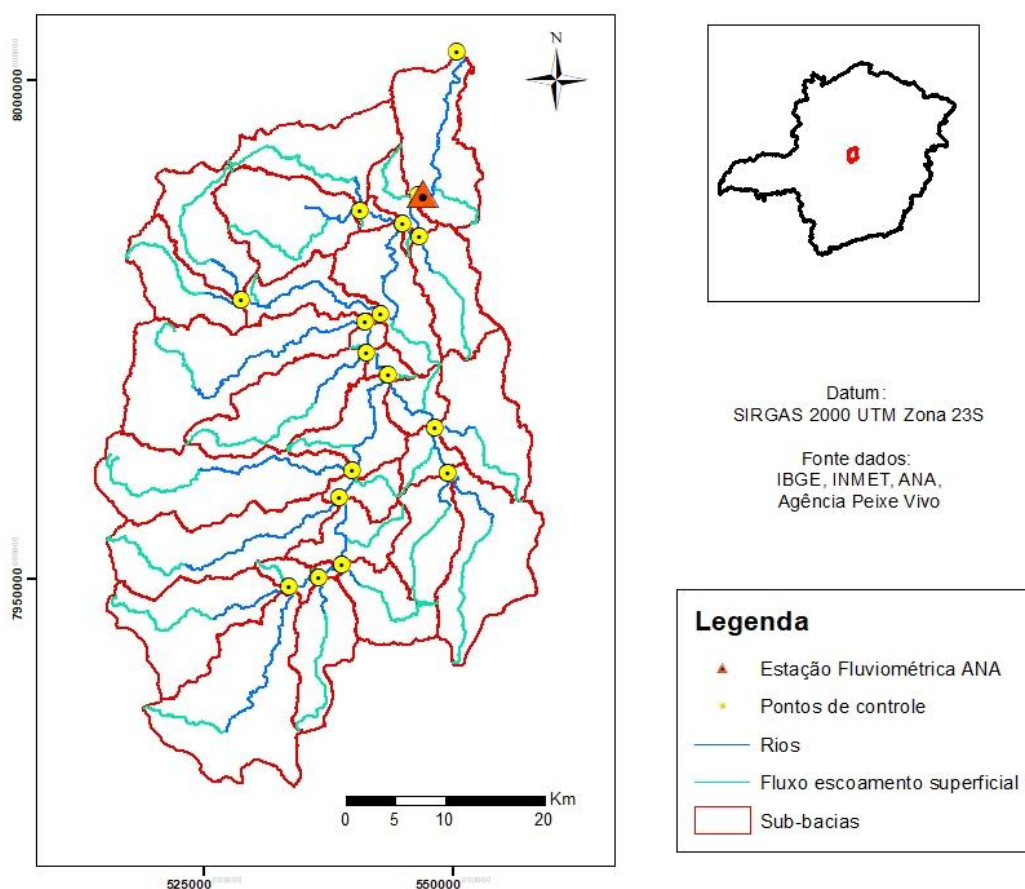 N
8000000
7950000
525000
550000
Km
0 5 10 20
Datum:
SIRGAS 2000 UTM Zona 23S
Fonte dados:
IBGE, INMET, ANA,
Agência Peixe Vivo
Legenda
Estação Fluviométrica ANA
Pontos de controle
Rios
Fluxo escoamento superficial
Sub-bacias